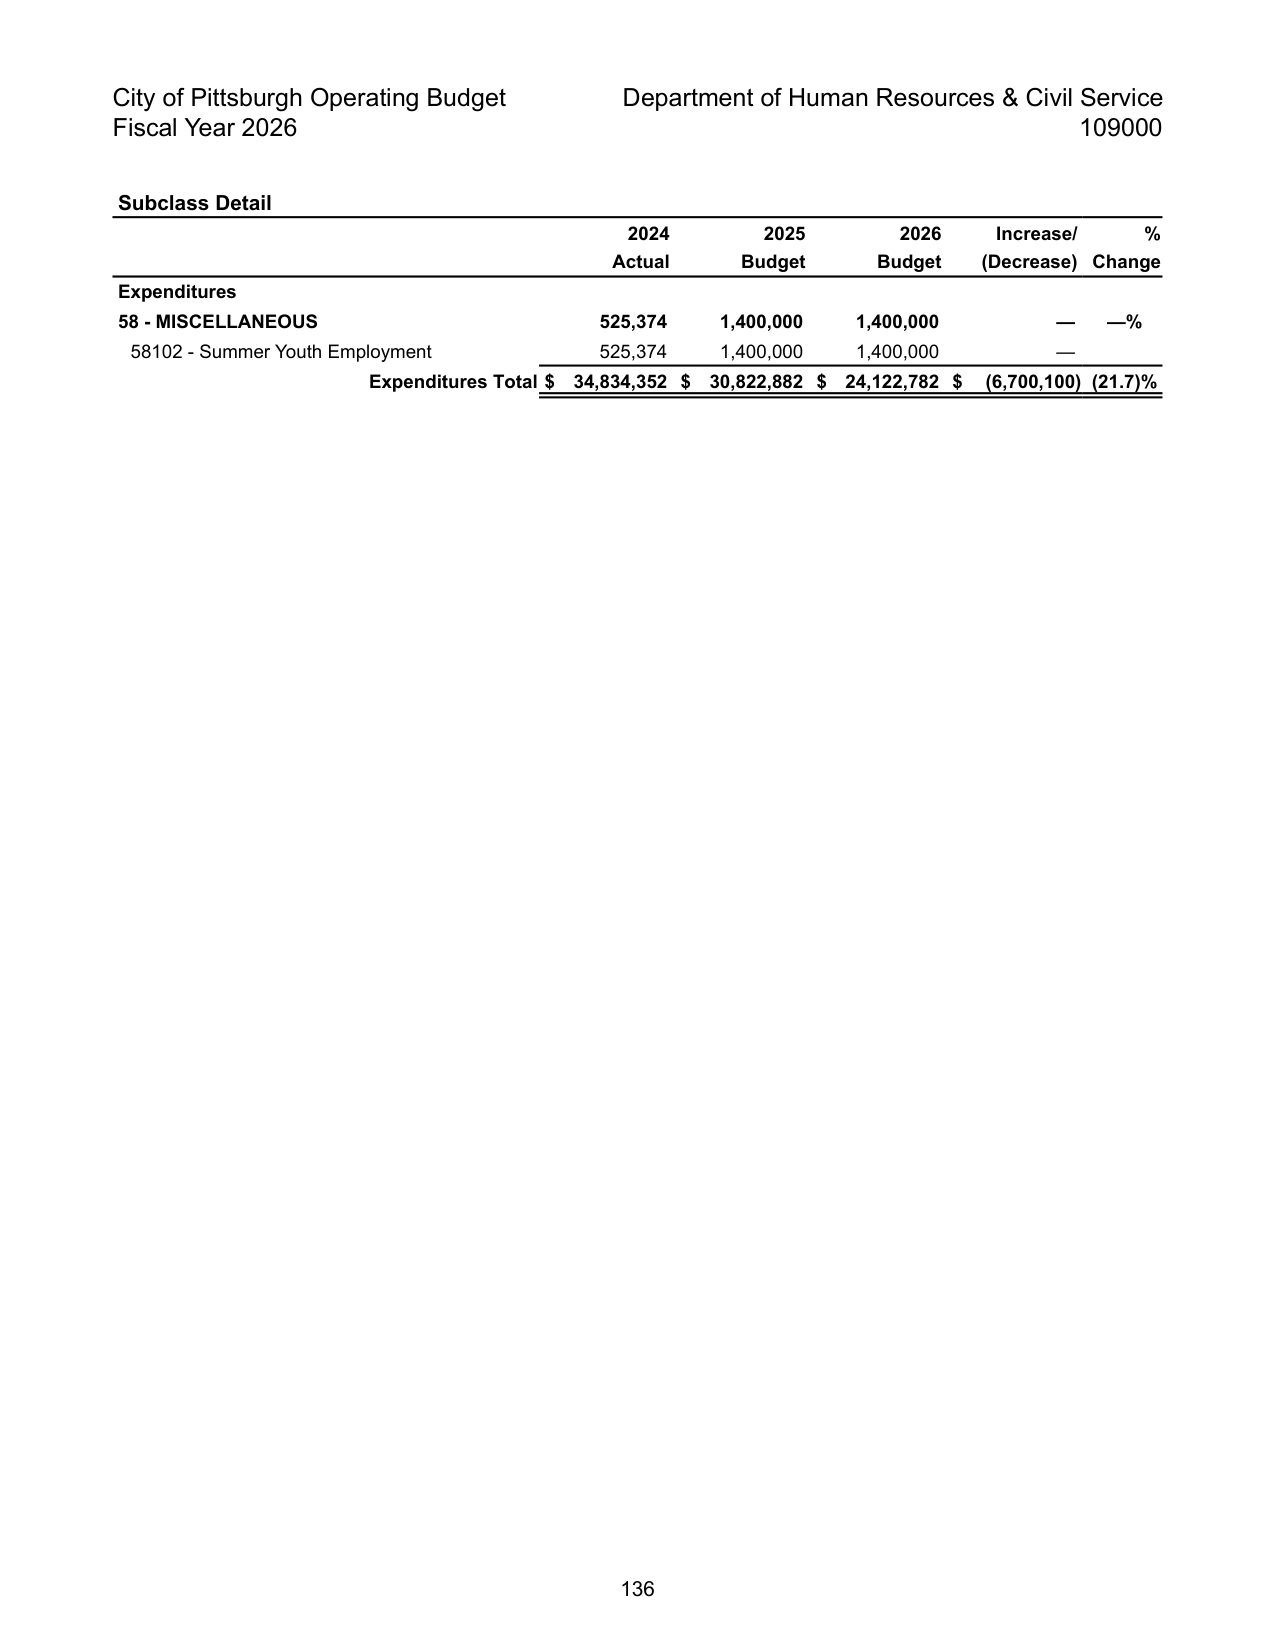 City of Pittsburgh Operating Budget Department of Human Resources & Civil Service
Fiscal Year 2026 109000
Subclass Detail
2024 2025 2026 Increase/ %
Actual Budget Budget (Decrease) Change
Expenditures
58 - MISCELLANEOUS 525,374 1,400,000 1,400,000 — —%
58102 - Summer Youth Employment 525,374 1,400,000 1,400,000 —
Expenditures Total $ 34,834,352 $ 30,822,882 $ 24,122,782 $ (6,700,100) (21.7)%
136